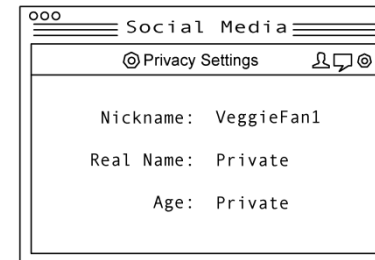 Social Media
Privacy Settings
Nickname: VeggieFan1
Real Name: Private
Age: Private